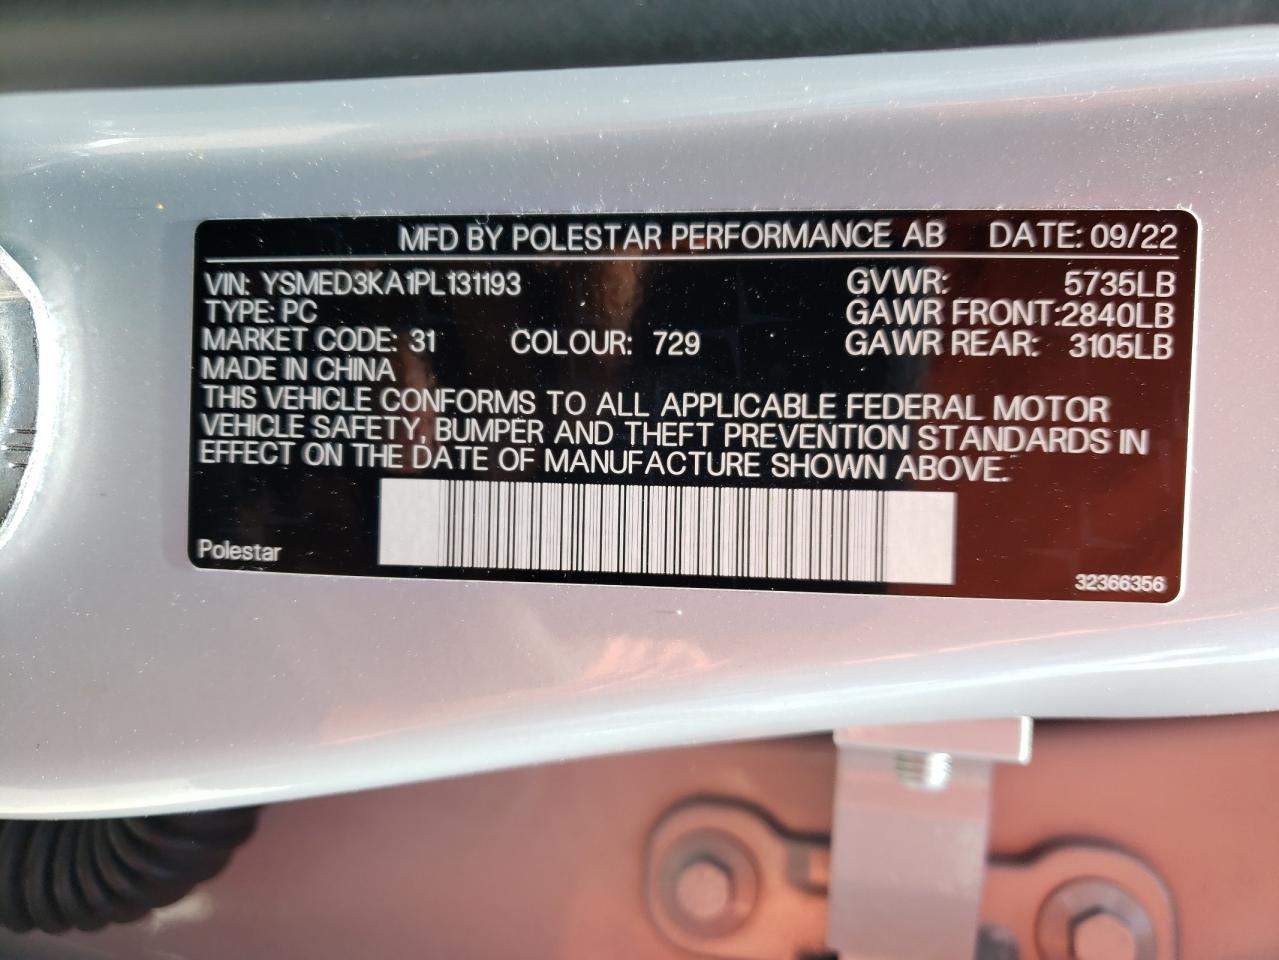 MFD BY POLESTAR PERFORMANCE AB DATE: 09/22
VIN: YSMED3KA1PL131193 GVWR: 5735LB
TYPE: PC GAWR FRONT:2840LB
MARKET CODE: 31 COLOUR: 729 GAWR REAR: 3105LB
MADE IN CHINA
THIS VEHICLE CONFORMS TO ALL APPLICABLE FEDERAL MOTOR
VEHICLE SAFETY, BUMPER AND THEFT PREVENTION STANDARDS IN
EFFECT ON THE DATE OF MANUFACTURE SHOWN ABOVE.
Polestar 32366356